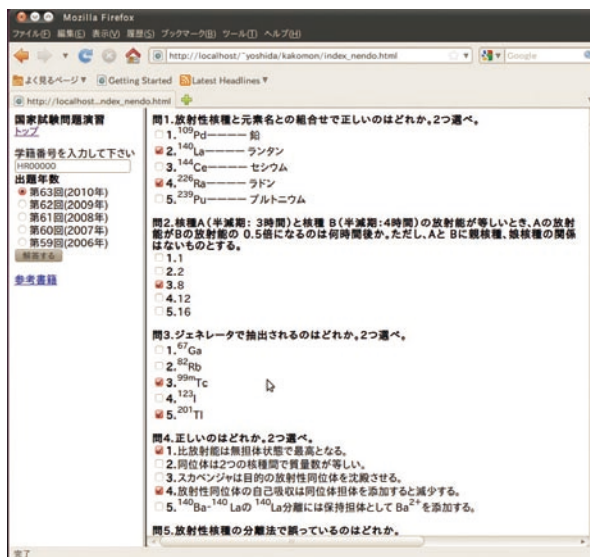 Mozilla Firefox
ファイル(F) 編集(E) 表示(V) 履歴(S) ブックマーク(B) ツール(T) ヘルプ(H)
http://localhost/~yoshida/kakomon/index_nendo.html
Google
よく見るページ Getting Started Latest Headlines
http://localhost...ndex_nendo.html
国家試験問題演習
トップ
学籍番号を入力して下さい
HR00000
出題年数
第63回(2010年)
第62回(2009年)
第61回(2008年)
第60回(2007年)
第59回(2006年)
解答する
参考書籍
問1.放射性核種と元素名との組合せで正しいのはどれか。2つ選べ。
1.¹⁰⁹Pd———— 鉛
2.¹⁴⁰La———— ランタン
3.¹⁴⁴Ce———— セシウム
4.²²⁶Ra———— ラドン
5.²³⁹Pu———— プルトニウム
問2.核種A(半減期: 3時間)と核種 B(半減期:4時間)の放射能が等しいとき、Aの放射
能がBの放射能の 0.5倍になるのは何時間後か。ただし、Aと Bに親核種、娘核種の関係
はないものとする。
1.1
2.2
3.8
4.12
5.16
問3.ジェネレータで抽出されるのはどれか。2つ選べ。
1.⁶⁷Ga
2.⁸²Rb
3.⁹⁹ᵐTc
4.¹²³I
5.²⁰¹Tl
問4.正しいのはどれか。2つ選べ。
1.比放射能は無担体状態で最高となる。
2.同位体は2つの核種間で質量数が等しい。
3.スカベンジャは目的の放射性同位体を沈殿させる。
4.放射性同位体の自己吸収は同位体担体を添加すると減少する。
5.¹⁴⁰Ba-¹⁴⁰ Laの ¹⁴⁰La分離には保持担体として Ba²⁺を添加する。
問5.放射性核種の分離法で誤っているのはどれか。
完了